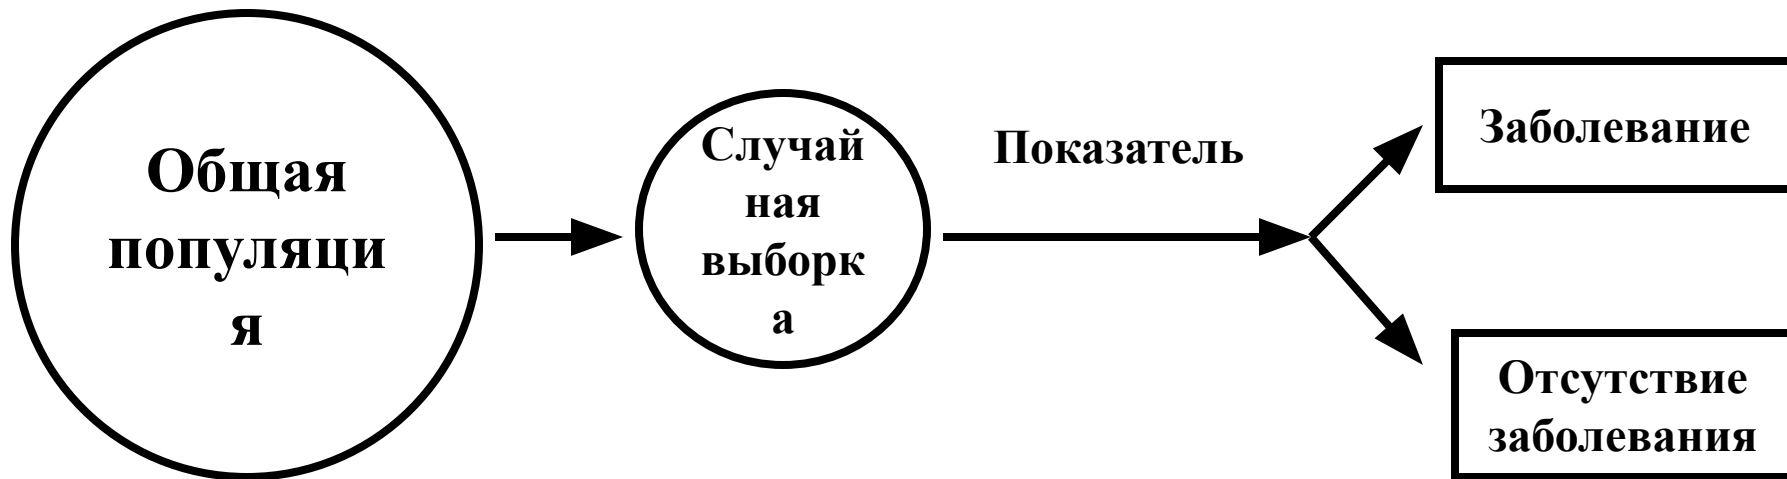 Общая
популяци
я
Случай
ная
выборк
а
Показатель
Заболевание
Отсутствие
заболевания